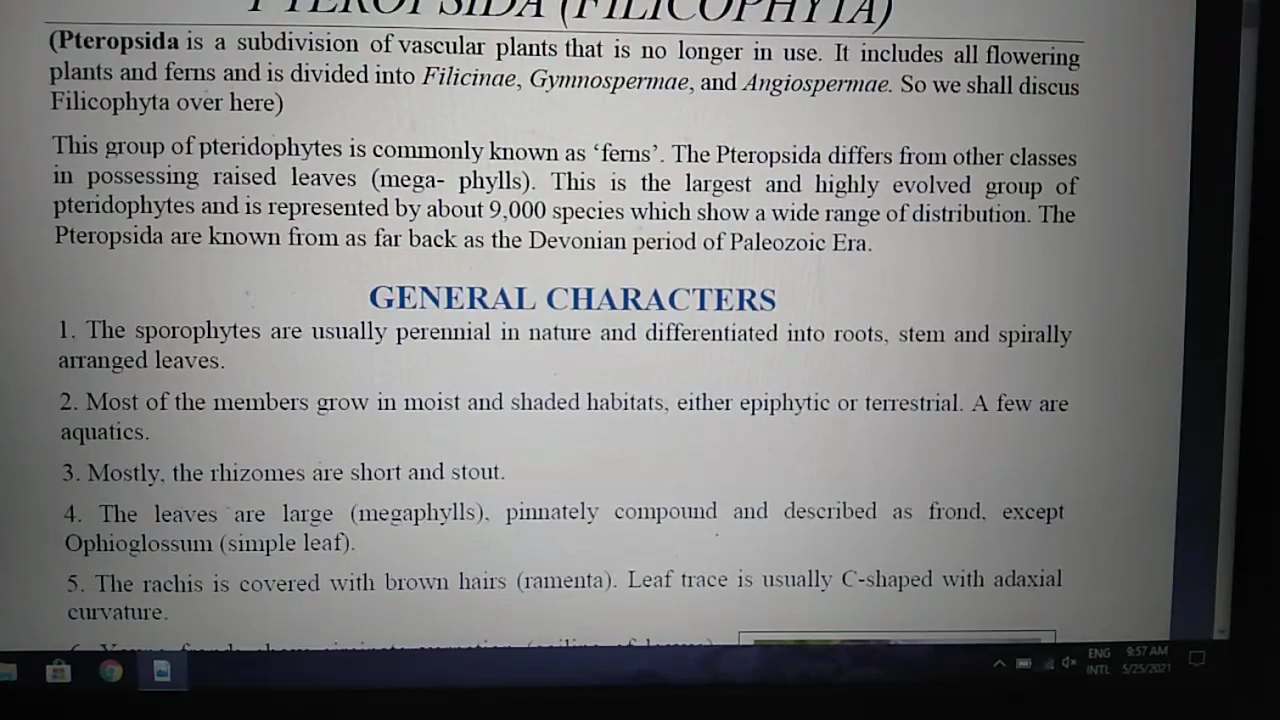 PTEROPSIDA (FILICOPHYTA)
(Pteropsida is a subdivision of vascular plants that is no longer in use. It includes all flowering
plants and ferns and is divided into Filicinae, Gymnospermae, and Angiospermae. So we shall discus
Filicophyta over here)
This group of pteridophytes is commonly known as ‘ferns’. The Pteropsida differs from other classes
in possessing raised leaves (mega- phylls). This is the largest and highly evolved group of
pteridophytes and is represented by about 9,000 species which show a wide range of distribution. The
Pteropsida are known from as far back as the Devonian period of Paleozoic Era.
GENERAL CHARACTERS
1. The sporophytes are usually perennial in nature and differentiated into roots, stem and spirally
arranged leaves.
2. Most of the members grow in moist and shaded habitats, either epiphytic or terrestrial. A few are
aquatics.
3. Mostly, the rhizomes are short and stout.
4. The leaves are large (megaphylls), pinnately compound and described as frond, except
Ophioglossum (simple leaf).
5. The rachis is covered with brown hairs (ramenta). Leaf trace is usually C-shaped with adaxial
curvature.
ENG 9:57 AM
INTL 5/25/2021